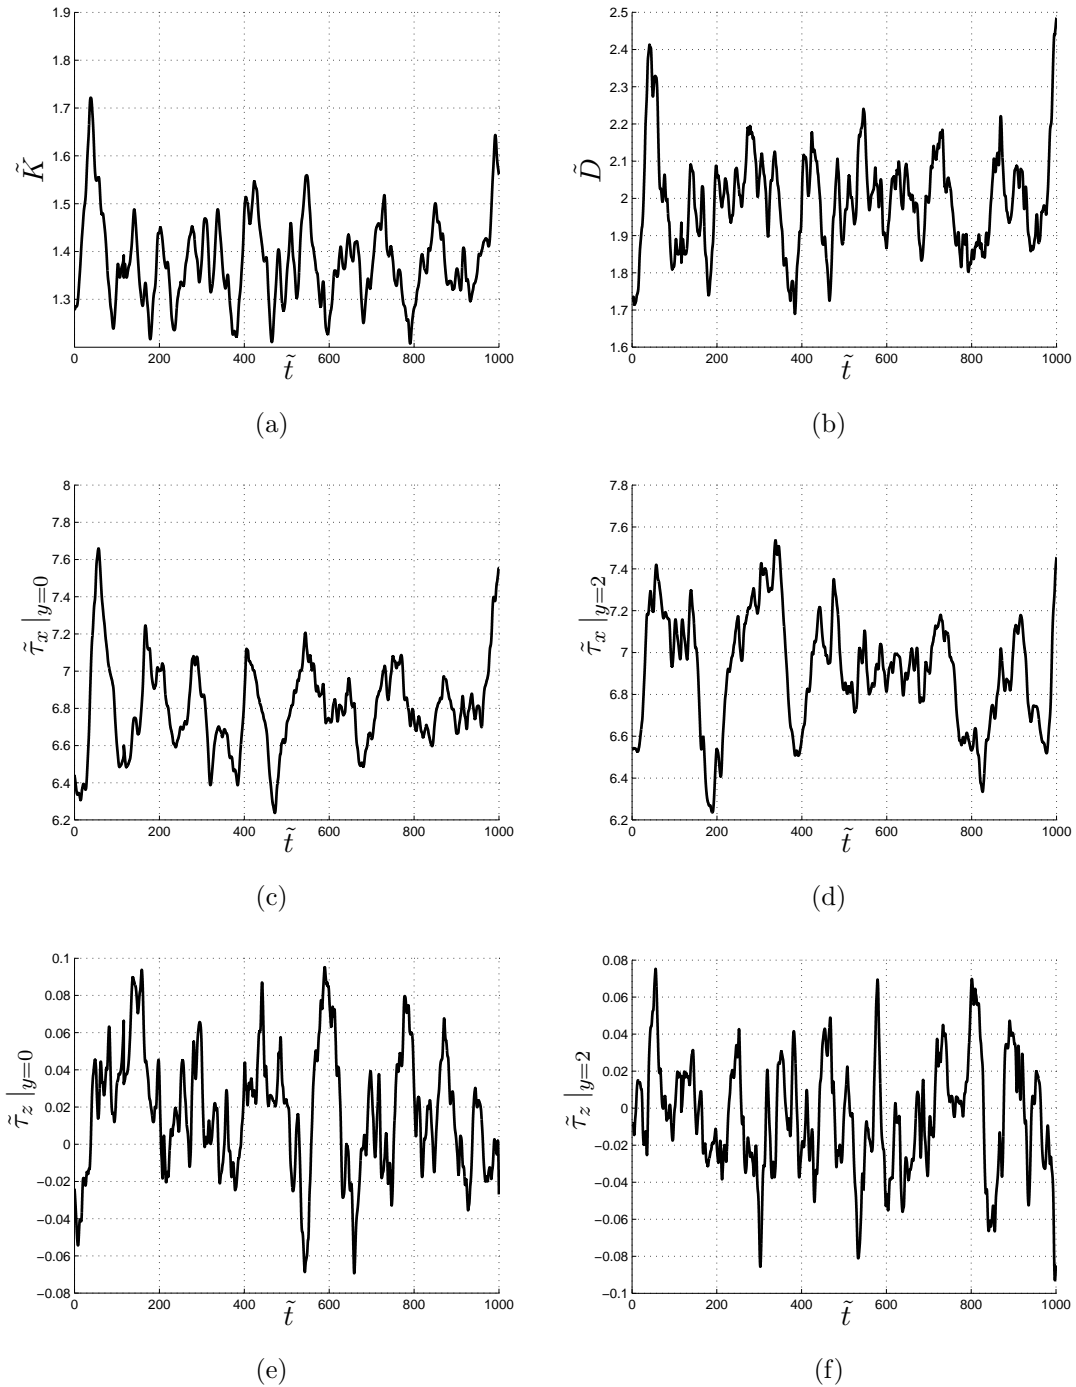 1.9
1.8
1.7
1.6
1.5
1.4
1.3
0 200 400 600 800 1000
K̃
t̃
(a)
2.5
2.4
2.3
2.2
2.1
2
1.9
1.8
1.7
1.6
0 200 400 600 800 1000
D̃
t̃
(b)
8
7.8
7.6
7.4
7.2
7
6.8
6.6
6.4
6.2
0 200 400 600 800 1000
τ̃x |y=0
t̃
(c)
7.8
7.6
7.4
7.2
7
6.8
6.6
6.4
6.2
0 200 400 600 800 1000
τ̃x |y=2
t̃
(d)
0.1
0.08
0.06
0.04
0.02
0
−0.02
−0.04
−0.06
−0.08
0 200 400 600 800 1000
τ̃z |y=0
t̃
(e)
0.08
0.06
0.04
0.02
0
−0.02
−0.04
−0.06
−0.08
−0.1
0 200 400 600 800 1000
τ̃z |y=2
t̃
(f)